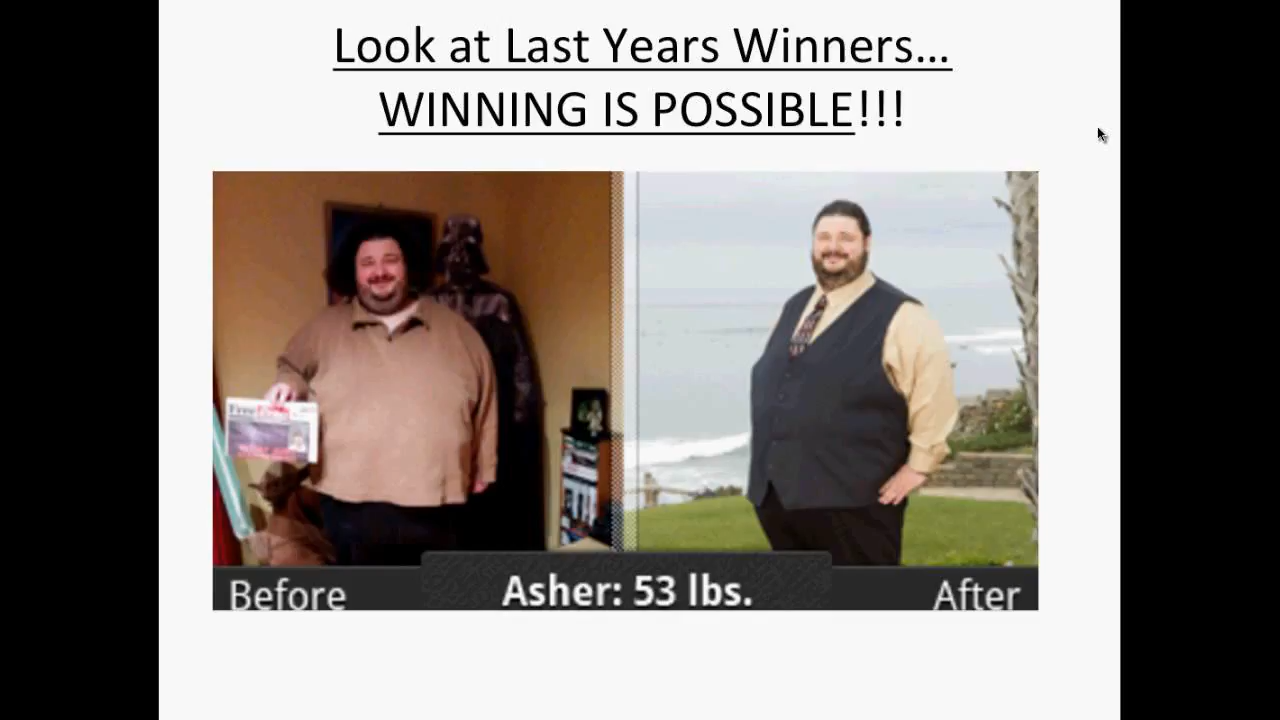 Look at Last Years Winners...
WINNING IS POSSIBLE!!!
Before
Asher: 53 lbs.
After